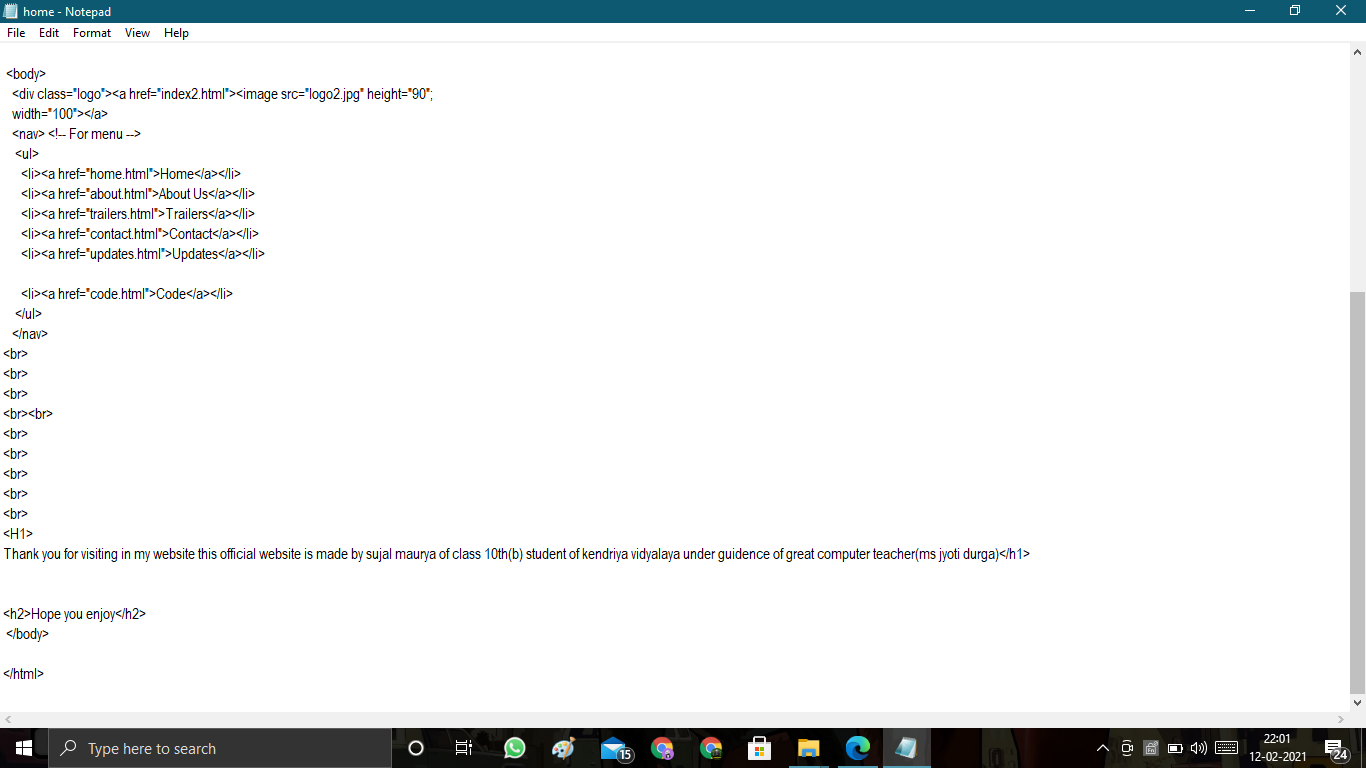 home - Notepad
File Edit Format View Help
<body>
<div class="logo"><a href="index2.html"><image src="logo2.jpg" height="90";
width="100"></a>
<nav> <!-- For menu -->
<ul>
<li><a href="home.html">Home</a></li>
<li><a href="about.html">About Us</a></li>
<li><a href="trailers.html">Trailers</a></li>
<li><a href="contact.html">Contact</a></li>
<li><a href="updates.html">Updates</a></li>
<li><a href="code.html">Code</a></li>
</ul>
</nav>
<br>
<br>
<br>
<br><br>
<br>
<br>
<br>
<br>
<br>
<H1>
Thank you for visiting in my website this official website is made by sujal maurya of class 10th(b) student of kendriya vidyalaya under guidence of great computer teacher(ms jyoti durga)</h1>
<h2>Hope you enjoy</h2>
</body>
</html>
Type here to search
15
22:01
12-02-2021
24